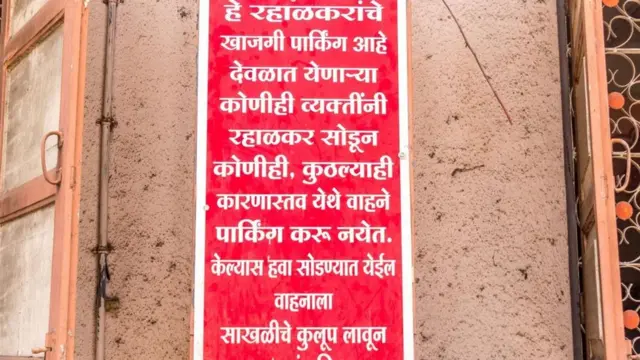 हे रहाळकरांचे
खाजगी पार्किंग आहे
देवळात येणाऱ्या
कोणीही व्यक्तींनी
रहाळकर सोडून
कोणीही, कुठल्याही
कारणास्तव येथे वाहने
पार्किंग करू नयेत.
केल्यास हवा सोडण्यात येईल
वाहनाला
साखळीचे कुलूप लावून